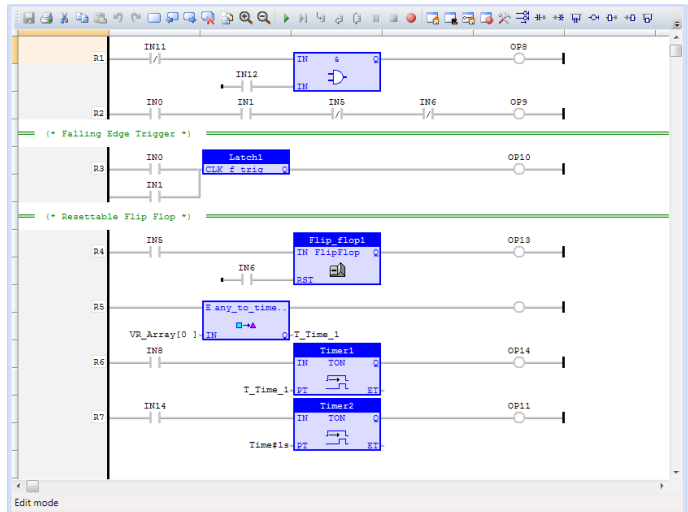 IN11 OP8
R1 IN & Q
IN12
IN
IN0 IN1 IN5 IN6 OP9
R2
(* Falling Edge Trigger *)
IN0 Latch1 OP10
R3 CLK f_trig Q
IN1
(* Resettable Flip Flop *)
IN5 Flip_flop1 OP13
R4 IN FlipFlop Q
IN6
RST
R5 E any_to_time..
VR_Array[0 ] IN Q T_Time_1
IN8 Timer1 OP14
R6 IN TON Q
T_Time_1 PT ET
IN14 Timer2 OP11
R7 IN TON Q
Time#1s PT ET
Edit mode